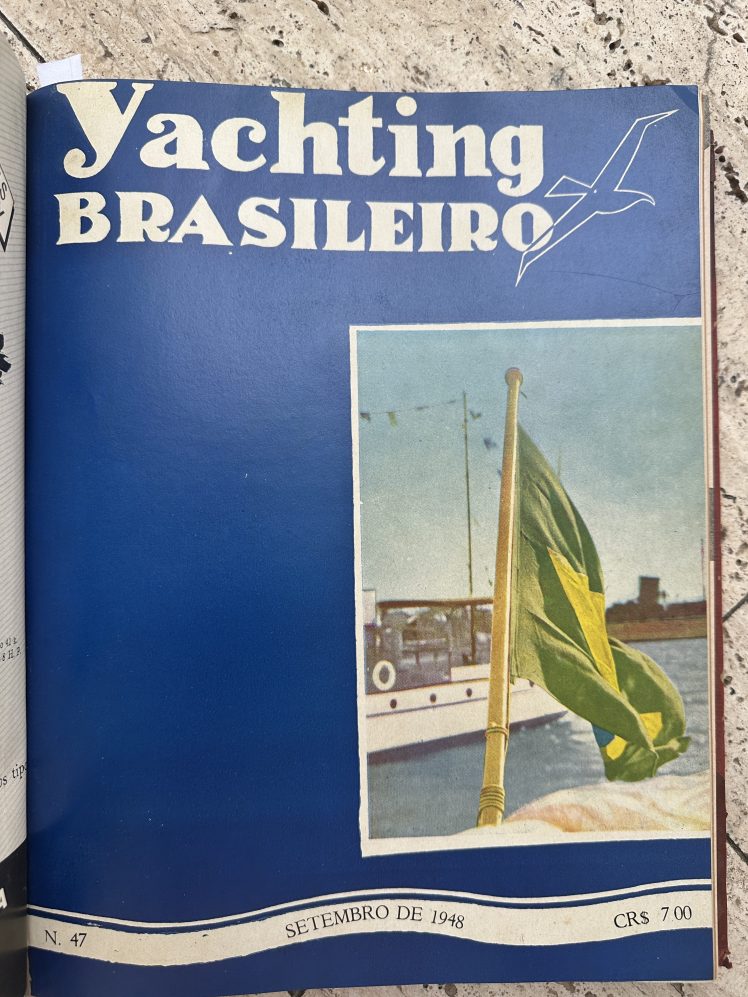 Yachting
BRASILEIRO
N. 47
SETEMBRO DE 1948
CR$ 7 00